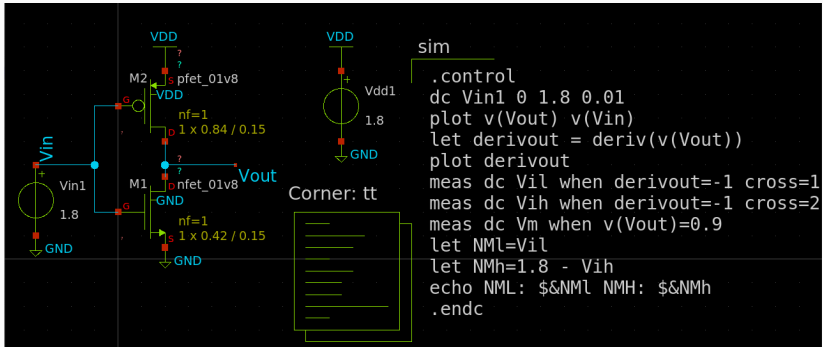 VDD
?
?
M2
S
pfet_01v8
VDD
G
nf=1
1 x 0.84 / 0.15
D
Vin
+
Vin1
1.8
GND
?
?
Vout
D
M1
nfet_01v8
GND
G
nf=1
1 x 0.42 / 0.15
S
GND
VDD
+
Vdd1
1.8
GND
Corner: tt
sim
.control
dc Vin1 0 1.8 0.01
plot v(Vout) v(Vin)
let derivout = deriv(v(Vout))
plot derivout
meas dc Vil when derivout=-1 cross=1
meas dc Vih when derivout=-1 cross=2
meas dc Vm when v(Vout)=0.9
let NMl=Vil
let NMh=1.8 - Vih
echo NML: $&NMl NMH: $&NMh
.endc